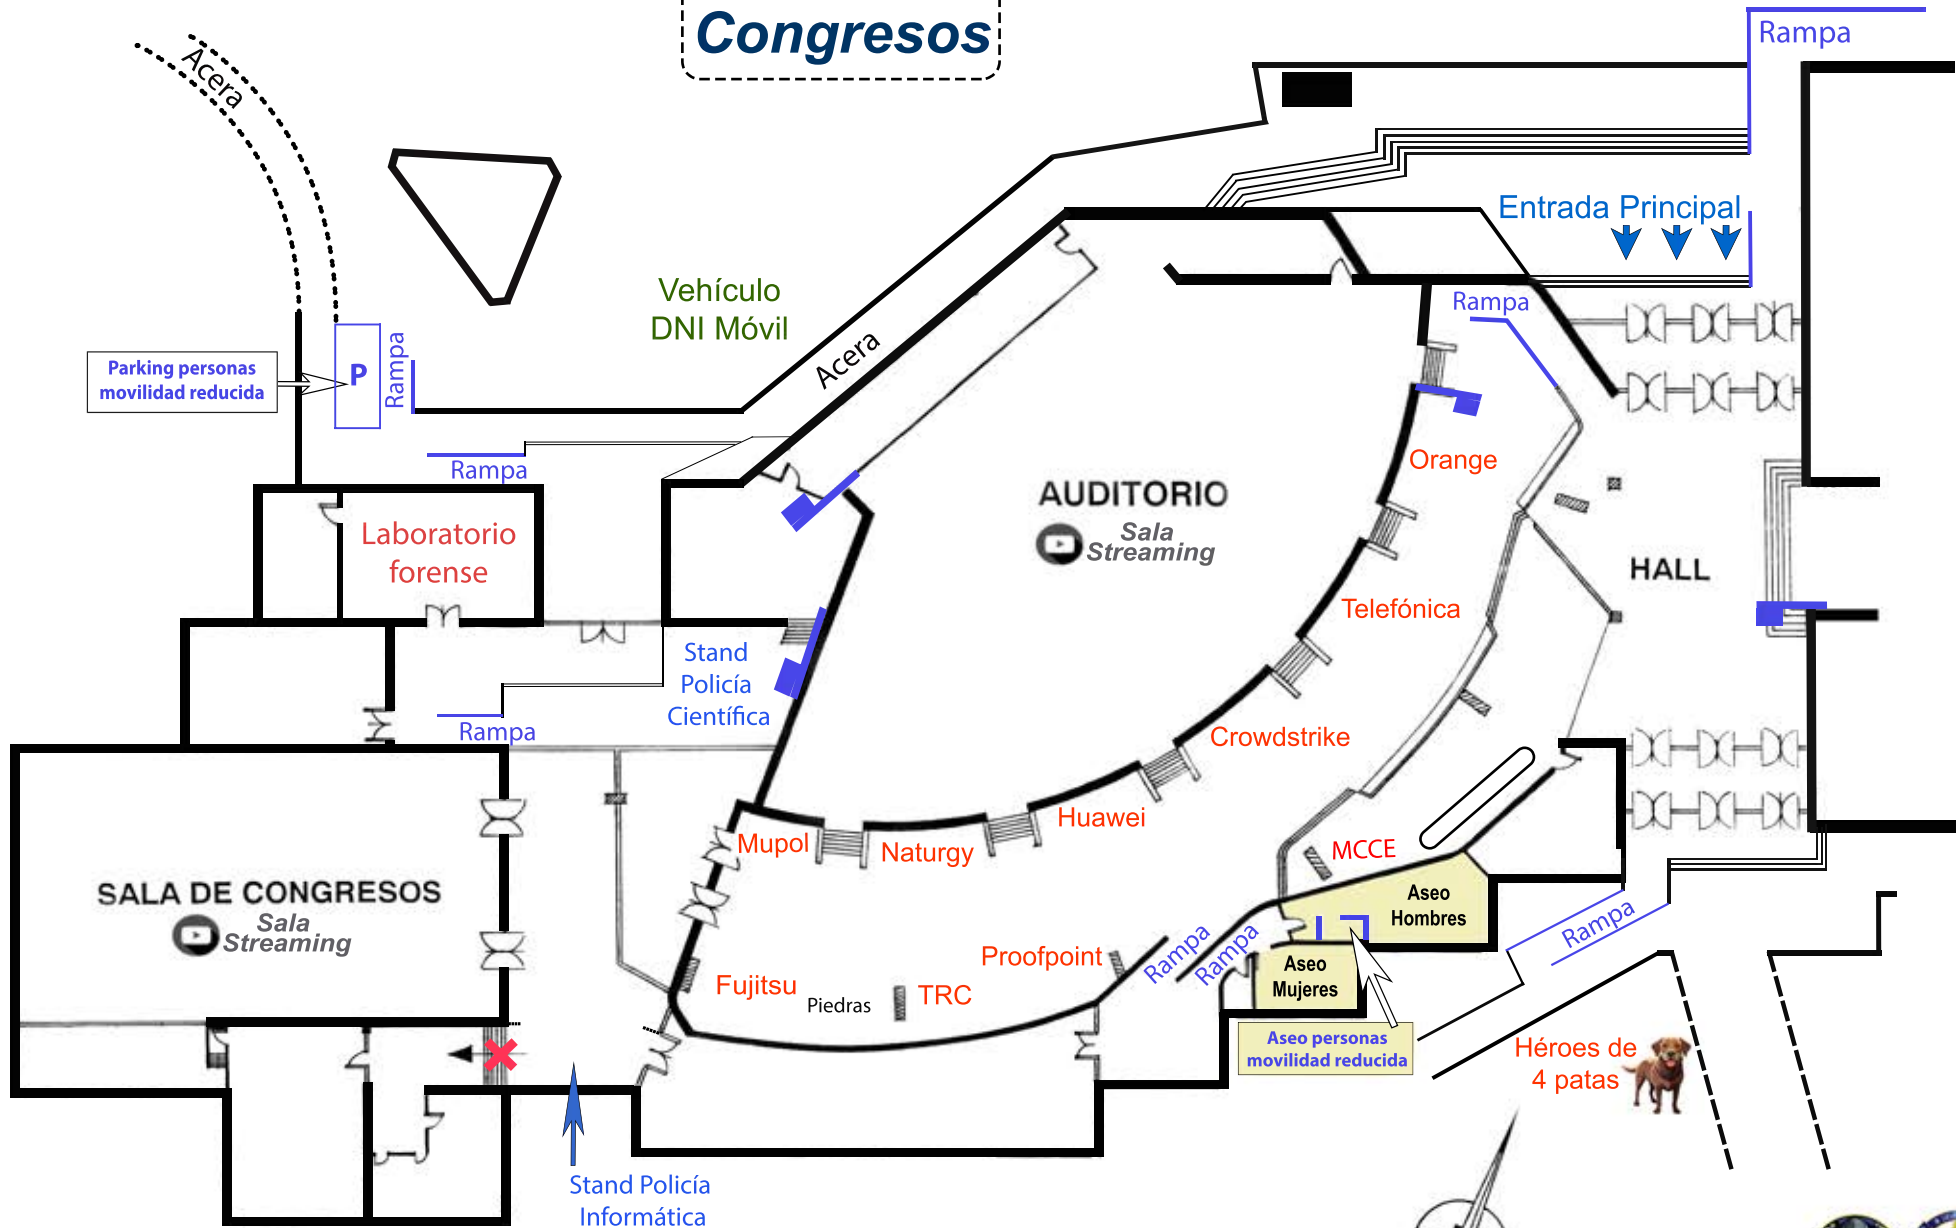 Congresos
Rampa
Acera
Entrada Principal
Vehículo
DNI Móvil
Rampa
Acera
Parking personas
movilidad reducida
P
Rampa
Rampa
Orange
AUDITORIO
Sala
Streaming
Laboratorio
forense
HALL
Telefónica
Stand
Policía
Científica
Rampa
Crowdstrike
Huawei
Mupol
Naturgy
MCCE
SALA DE CONGRESOS
Sala
Streaming
Aseo
Hombres
Rampa
Rampa
Rampa
Proofpoint
Aseo
Mujeres
Fujitsu
Piedras
TRC
Aseo personas
movilidad reducida
Héroes de
4 patas
Stand Policía
Informática